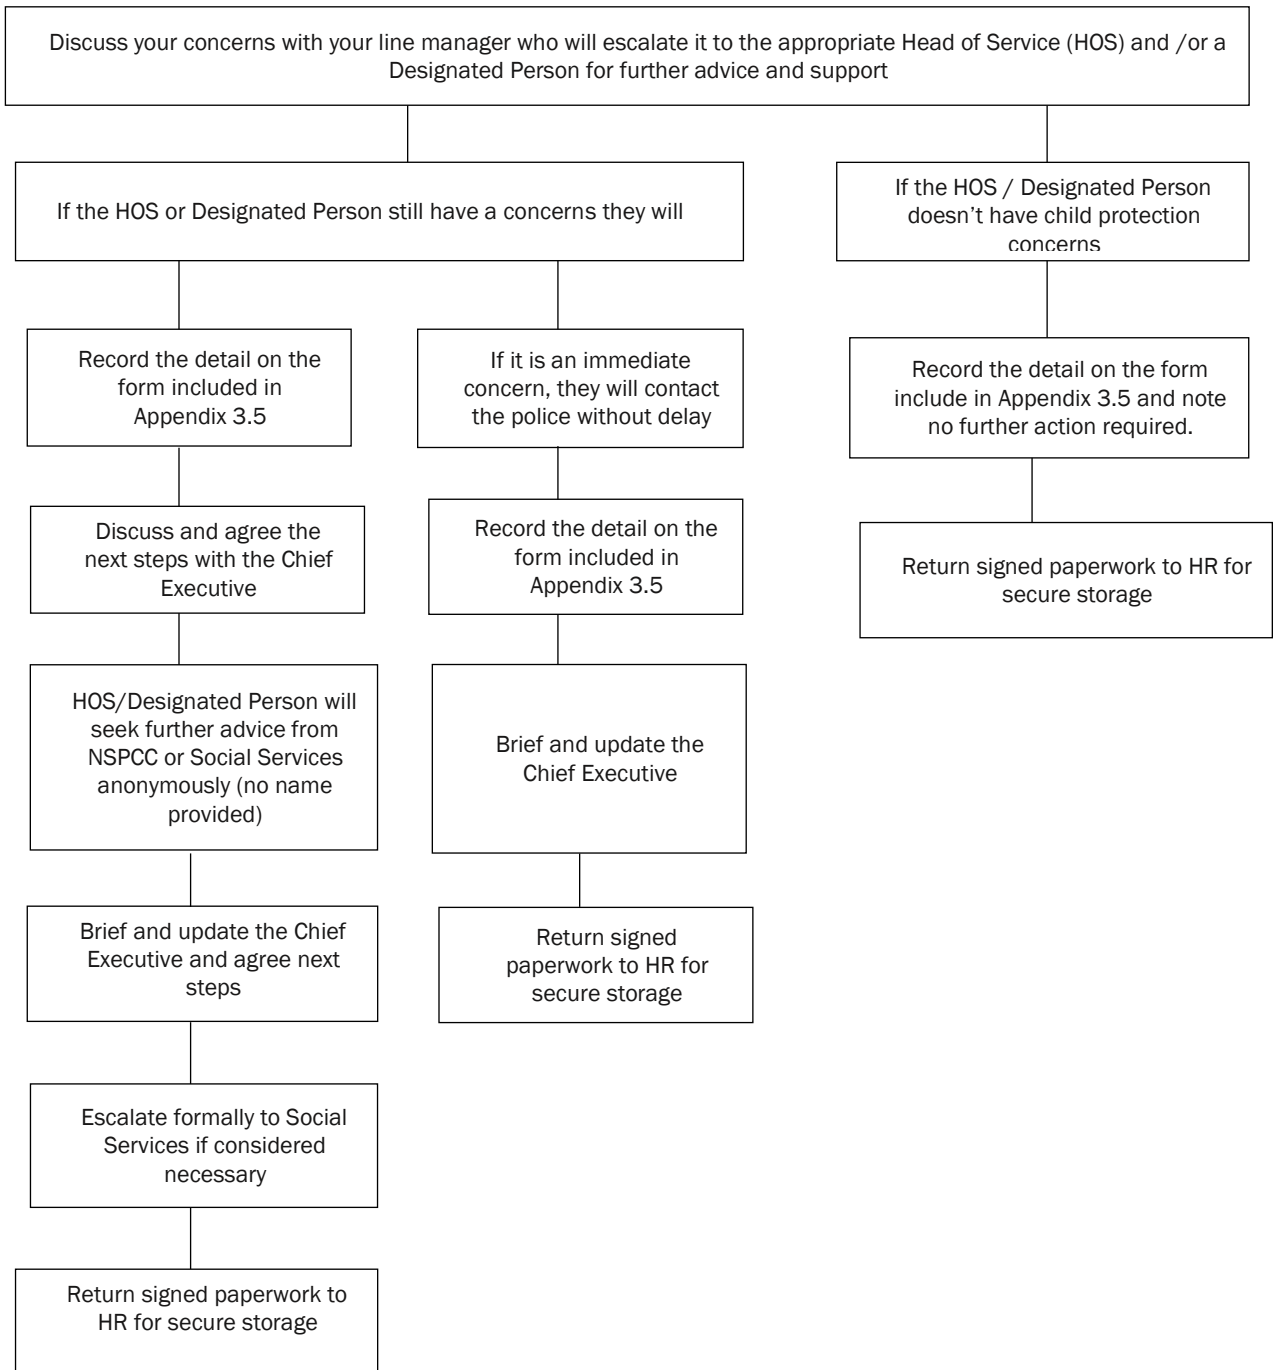 Discuss your concerns with your line manager who will escalate it to the appropriate Head of Service (HOS) and /or a
Designated Person for further advice and support
If the HOS or Designated Person still have a concerns they will
If the HOS / Designated Person
doesn't have child protection
concerns
Record the detail on the
form included in
Appendix 3.5
If it is an immediate
concern, they will contact
the police without delay
Record the detail on the form
include in Appendix 3.5 and note
no further action required.
Discuss and agree the
next steps with the Chief
Executive
Record the detail on the
form included in
Appendix 3.5
Return signed paperwork to HR for
secure storage
HOS/Designated Person will
seek further advice from
NSPCC or Social Services
anonymously (no name
provided)
Brief and update the
Chief Executive
Brief and update the Chief
Executive and agree next
steps
Return signed
paperwork to HR for
secure storage
Escalate formally to Social
Services if considered
necessary
Return signed paperwork to
HR for secure storage